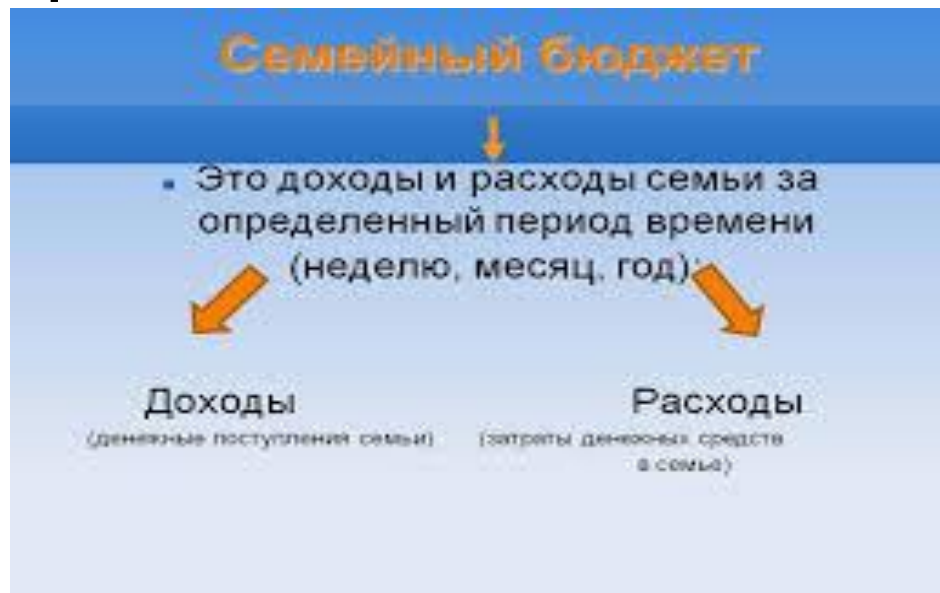 Семейный бюджет
Это доходы и расходы семьи за
определенный период времени
(неделю, месяц, год):
Доходы
(денежные поступления семьи)
Расходы
(затраты денежных средств
в семье)